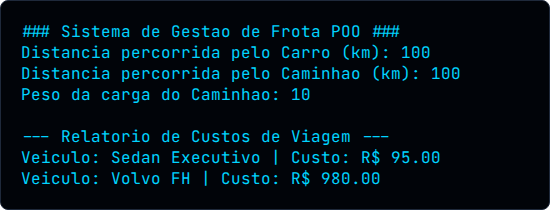 ### Sistema de Gestao de Frota POO ###
Distancia percorrida pelo Carro (km): 100
Distancia percorrida pelo Caminhao (km): 100
Peso da carga do Caminhao: 10
--- Relatorio de Custos de Viagem ---
Veiculo: Sedan Executivo | Custo: R$ 95.00
Veiculo: Volvo FH | Custo: R$ 980.00